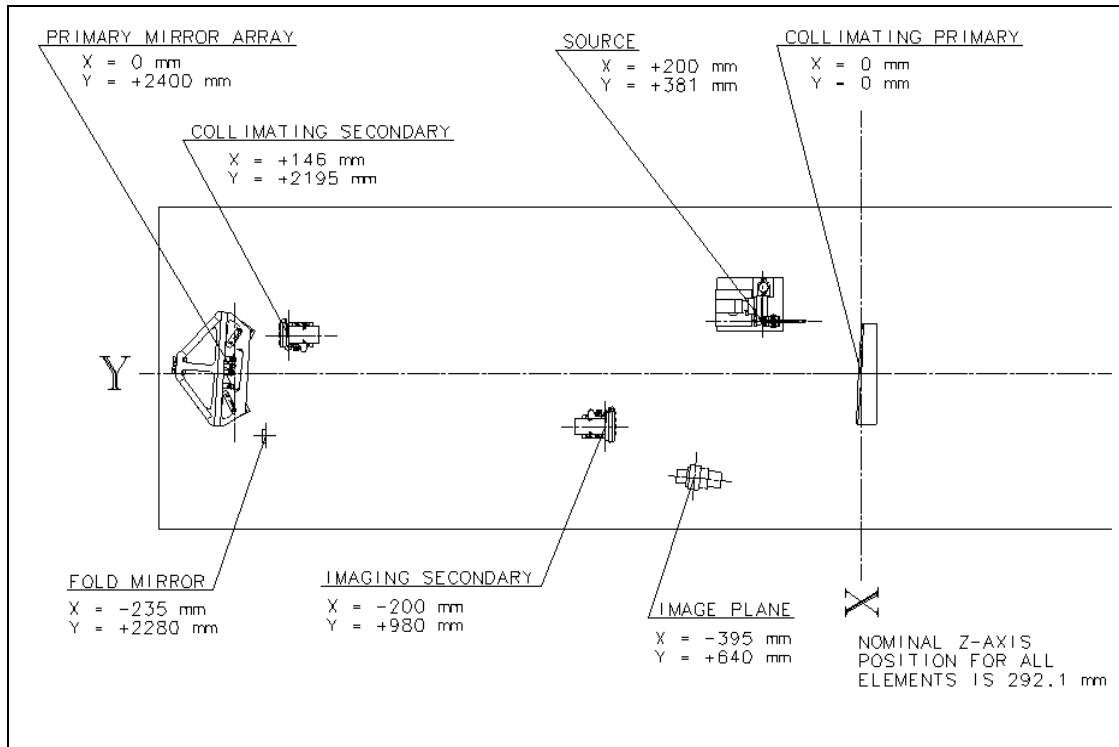 PRIMARY MIRROR ARRAY
X = 0 mm
Y = +2400 mm
SOURCE
X = +200 mm
Y = +381 mm
COLLIMATING PRIMARY
X = 0 mm
Y - 0 mm
COLLIMATING SECONDARY
X = +146 mm
Y = +2195 mm
Y
FOLD MIRROR
X = -235 mm
Y = +2280 mm
IMAGING SECONDARY
X = -200 mm
Y = +980 mm
IMAGE PLANE
X = -395 mm
Y = +640 mm
X
NOMINAL Z-AXIS
POSITION FOR ALL
ELEMENTS IS 292.1 mm